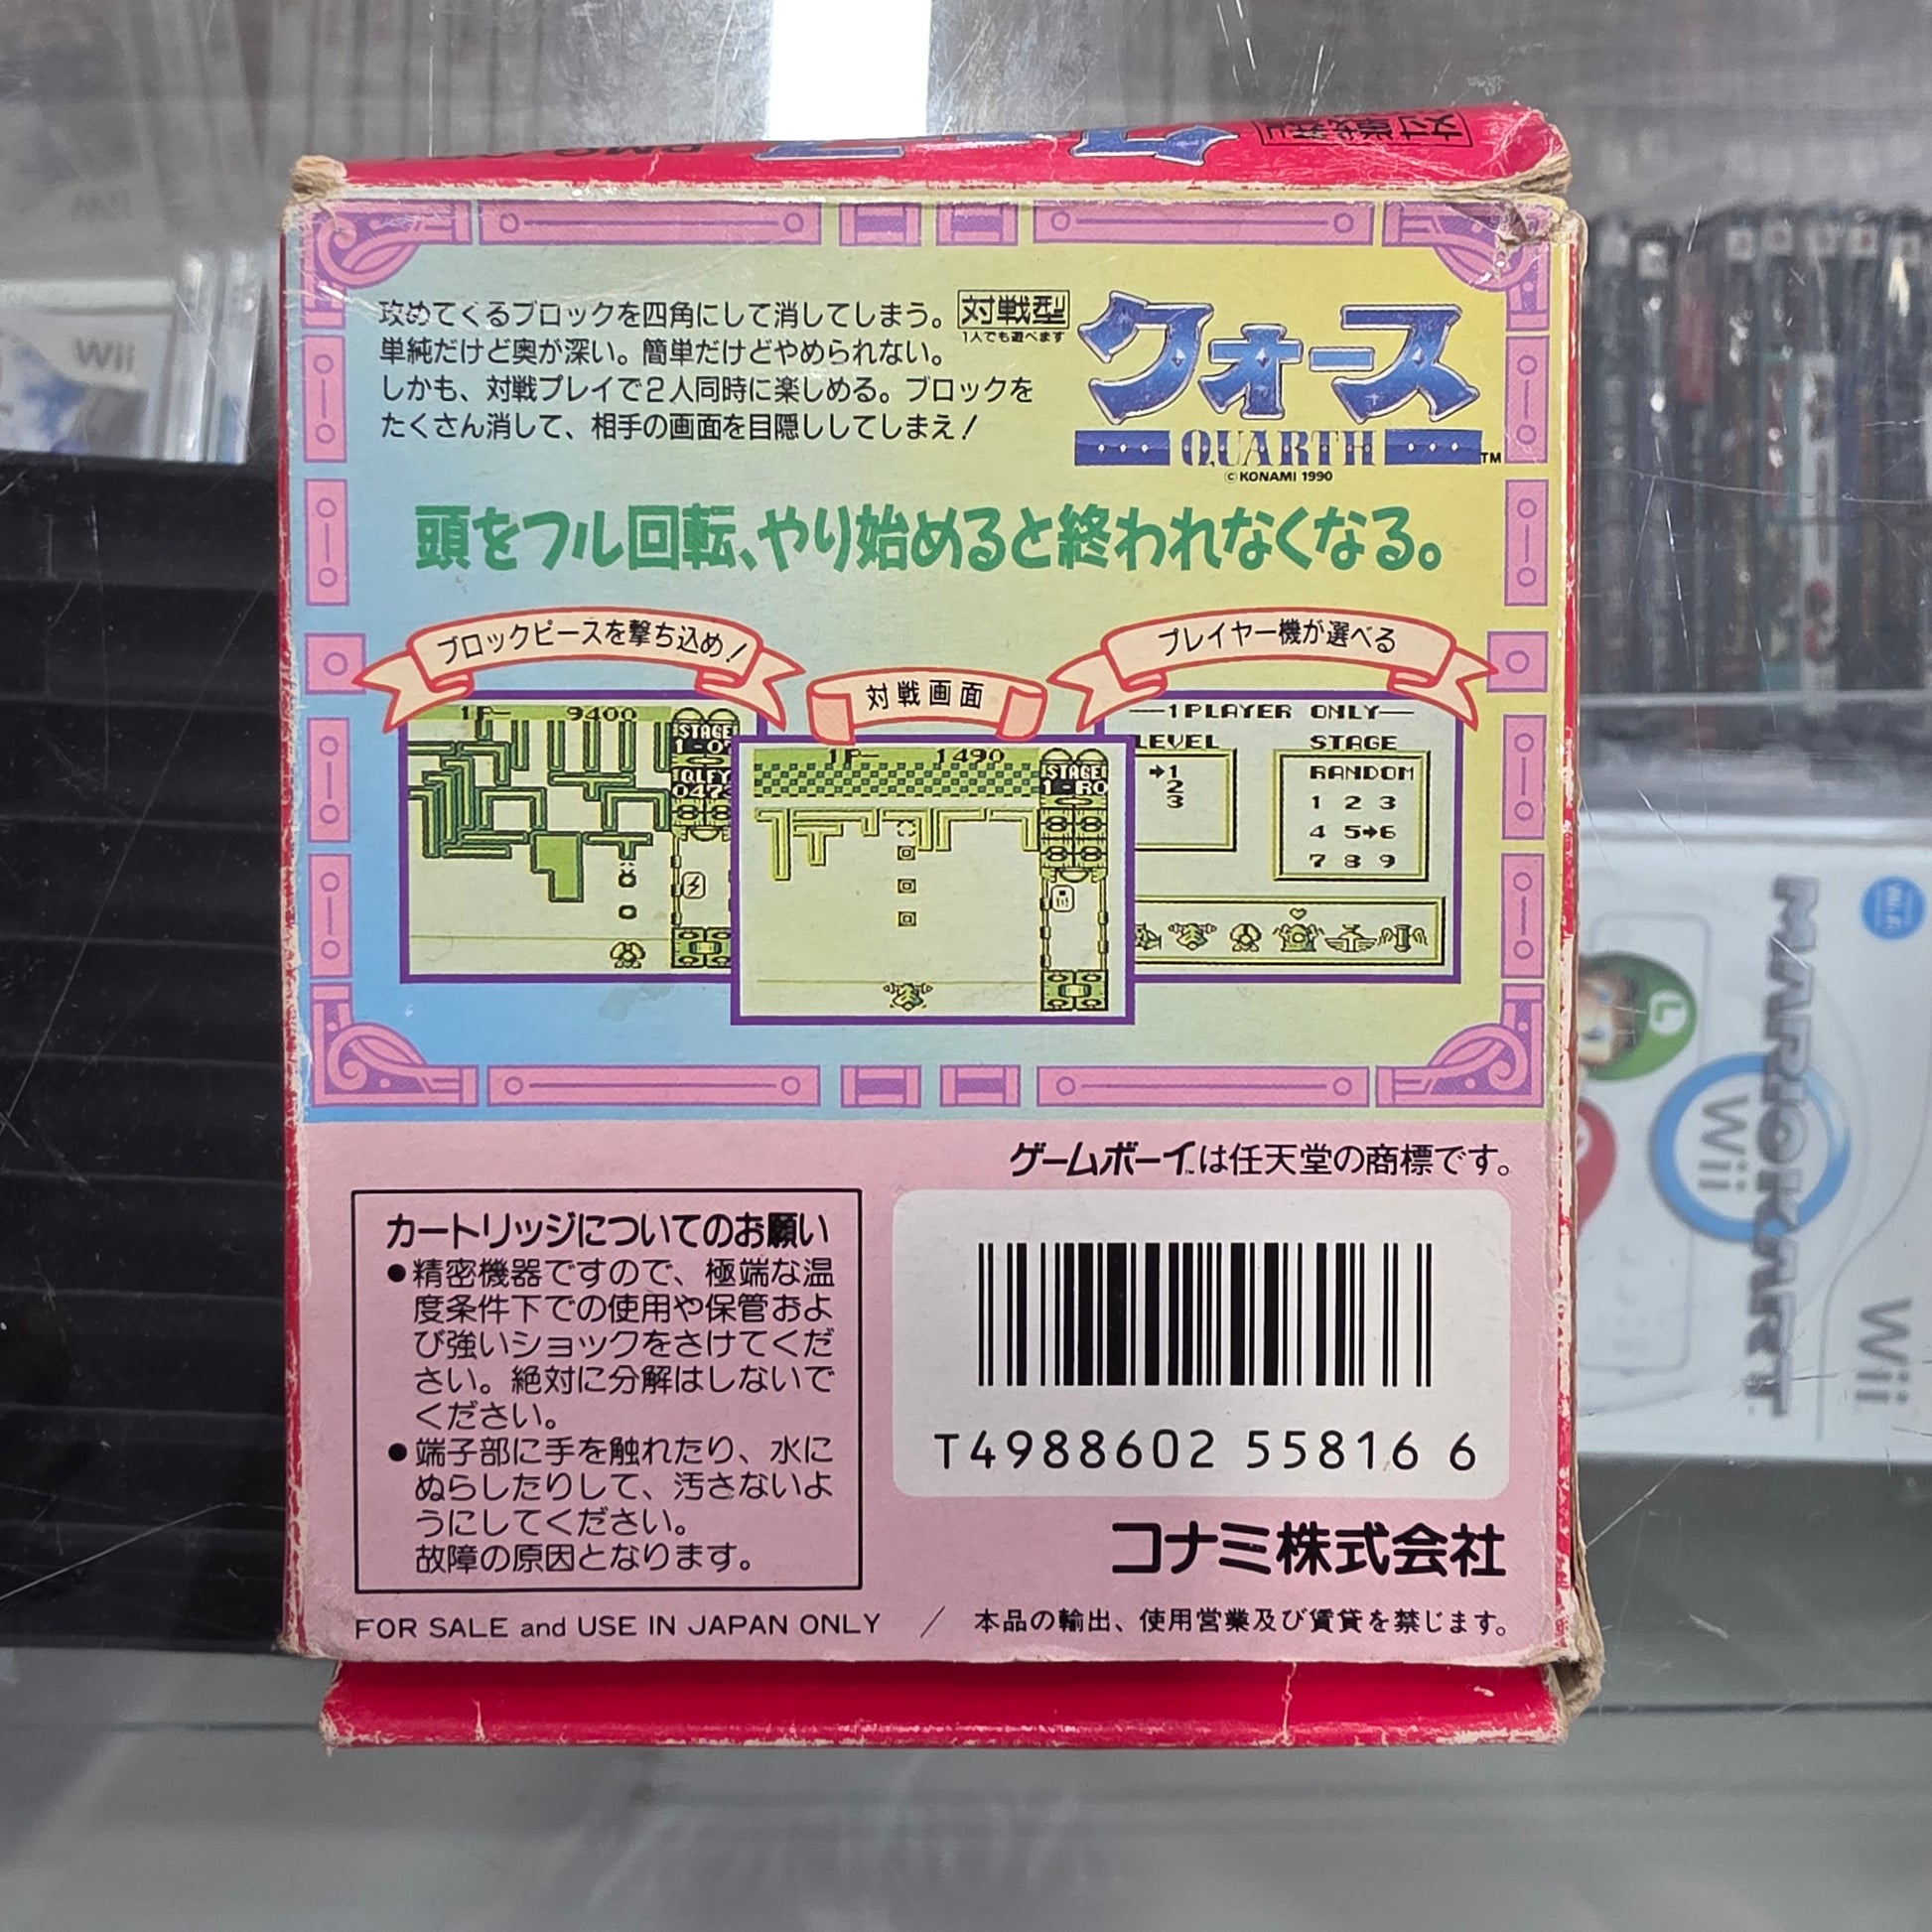 攻めてくるブロックを四角にして消してしまう。
単純だけど奥が深い。簡単だけどやめられない。
しかも、対戦プレイで2人同時に楽しめる。ブロックを
たくさん消して、相手の画面を目隠ししてしまえ!
対戦型
1人でも遊べます
クォース
QUARTH TM
©KONAMI 1990
頭をフル回転、やり始めると終われなくなる。
ブロックピースを撃ち込め!
対戦画面
プレイヤー機が選べる
1P- 9400
STAGE
QLFY
1P- 1490
STAGE
1-R0
1PLAYER ONLY
LEVEL STAGE
→1 RANDOM
2 1 2 3
3 4 5→6
7 8 9
ゲームボーイは任天堂の商標です。
カートリッジについてのお願い
●精密機器ですので、極端な温
度条件下での使用や保管およ
び強いショックをさけてくだ
さい。絶対に分解はしないで
ください。
●端子部に手を触れたり、水に
ぬらしたりして、汚さないよ
うにしてください。
故障の原因となります。
T4988602 55816 6
コナミ株式会社
FOR SALE and USE IN JAPAN ONLY / 本品の輸出、使用営業及び賃貸を禁じます。
Wii
MARIOKART
Wii
Wii
L